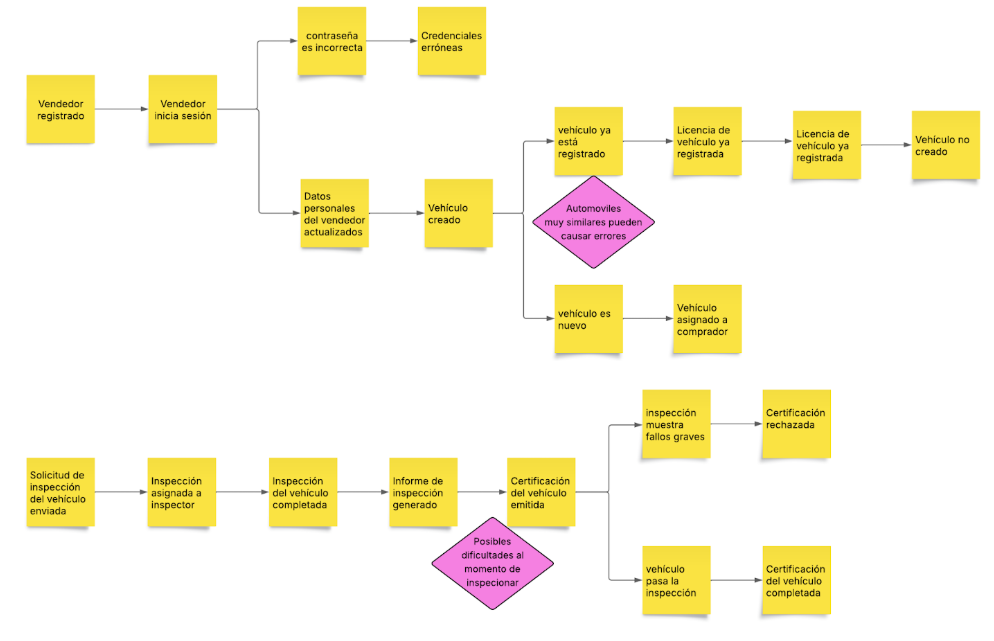 contraseña
es incorrecta
Credenciales
erróneas
Vendedor
registrado
Vendedor
inicia sesión
vehículo ya
está
registrado
Licencia de
vehículo ya
registrada
Licencia de
vehículo ya
registrada
Vehículo no
creado
Datos
personales
del vendedor
actualizados
Vehículo
creado
Automoviles
muy similares pueden
causar errores
vehículo es
nuevo
Vehículo
asignado a
comprador
inspección
muestra
fallos graves
Certificación
rechazada
Solicitud de
inspección
del vehículo
enviada
Inspección
asignada a
inspector
Inspección
del vehículo
completada
Informe de
inspección
generado
Certificación
del vehículo
emitida
Posibles
dificultades al
momento de
inspecionar
vehículo
pasa la
inspección
Certificación
del vehículo
completada